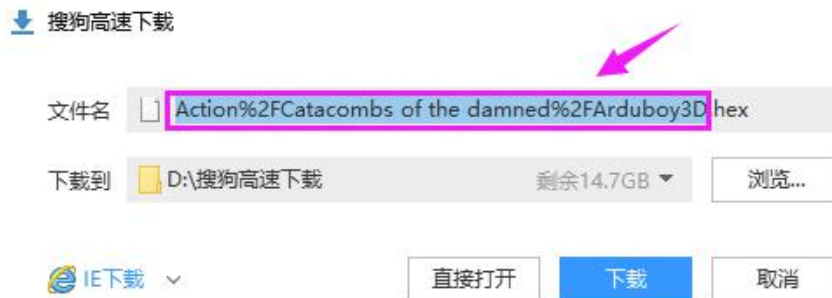 搜狗高速下载
文件名 Action%2FCatacombs of the damned%2FArduboy3D.hex
下载到 D:\搜狗高速下载 剩余14.7GB 浏览...
IE下载 直接打开 下载 取消